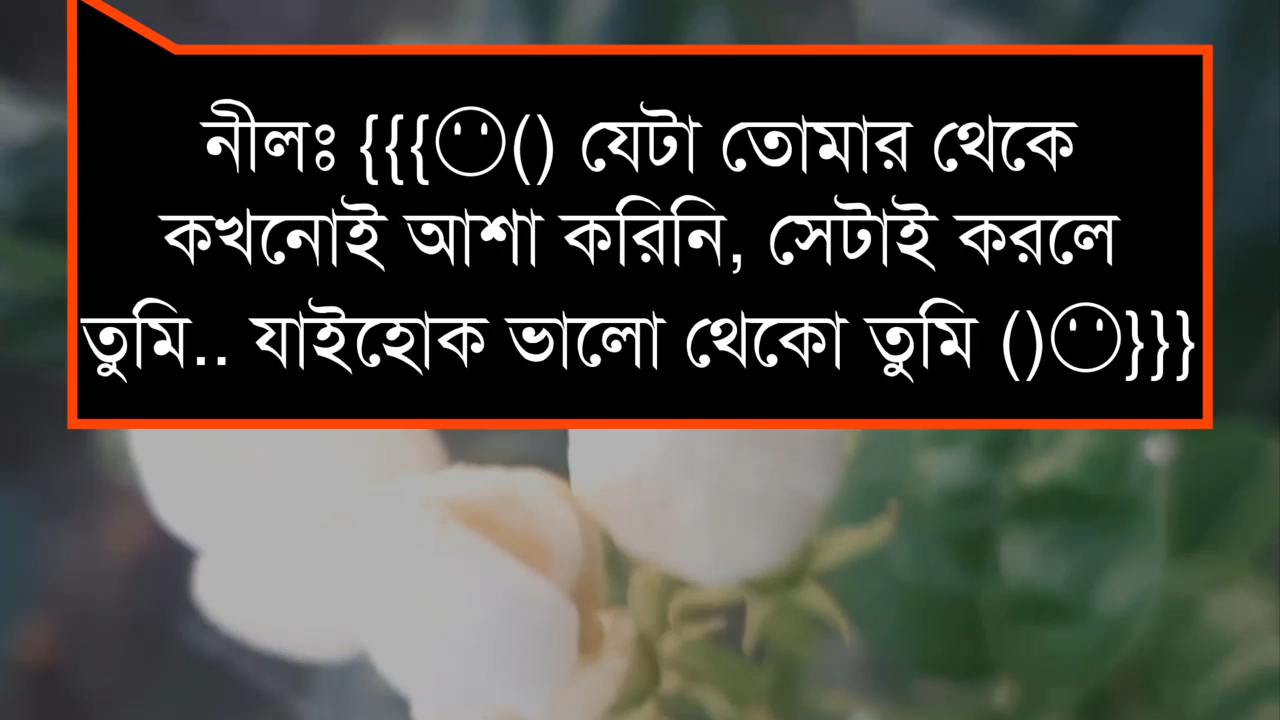 নীলঃ {{{😶() যেটা তোমার থেকে
কখনোই আশা করিনি, সেটাই করলে
তুমি.. যাইহোক ভালো থেকো তুমি ()😶}}}